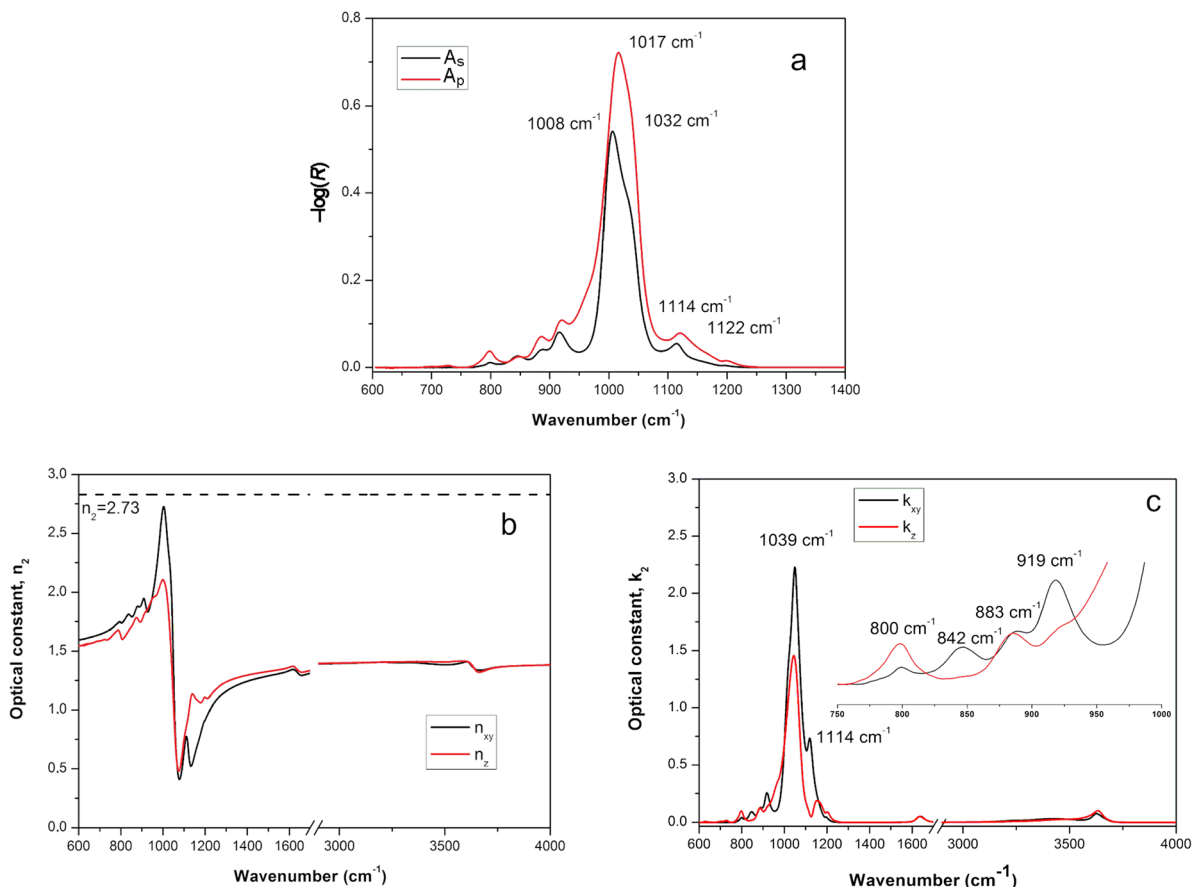 a
A_s
A_p
1017 cm⁻¹
1008 cm⁻¹
1032 cm⁻¹
1114 cm⁻¹
1122 cm⁻¹
–log(R)
0.8
0.6
0.4
0.2
0.0
600 700 800 900 1000 1100 1200 1300 1400
Wavenumber (cm⁻¹)
b
n₂=2.73
Optical constant, n₂
3.0
2.5
2.0
1.5
1.0
0.5
0.0
n_xy
n_z
600 800 1000 1200 1400 1600 3000 3500 4000
Wavenumber (cm⁻¹)
c
k_xy
k_z
1039 cm⁻¹
1114 cm⁻¹
919 cm⁻¹
883 cm⁻¹
800 cm⁻¹
842 cm⁻¹
750 800 850 900 950 1000
Optical constant, k₂
3.0
2.5
2.0
1.5
1.0
0.5
0.0
600 800 1000 1200 1400 1600 3000 3500 4000
Wavenumber (cm⁻¹)